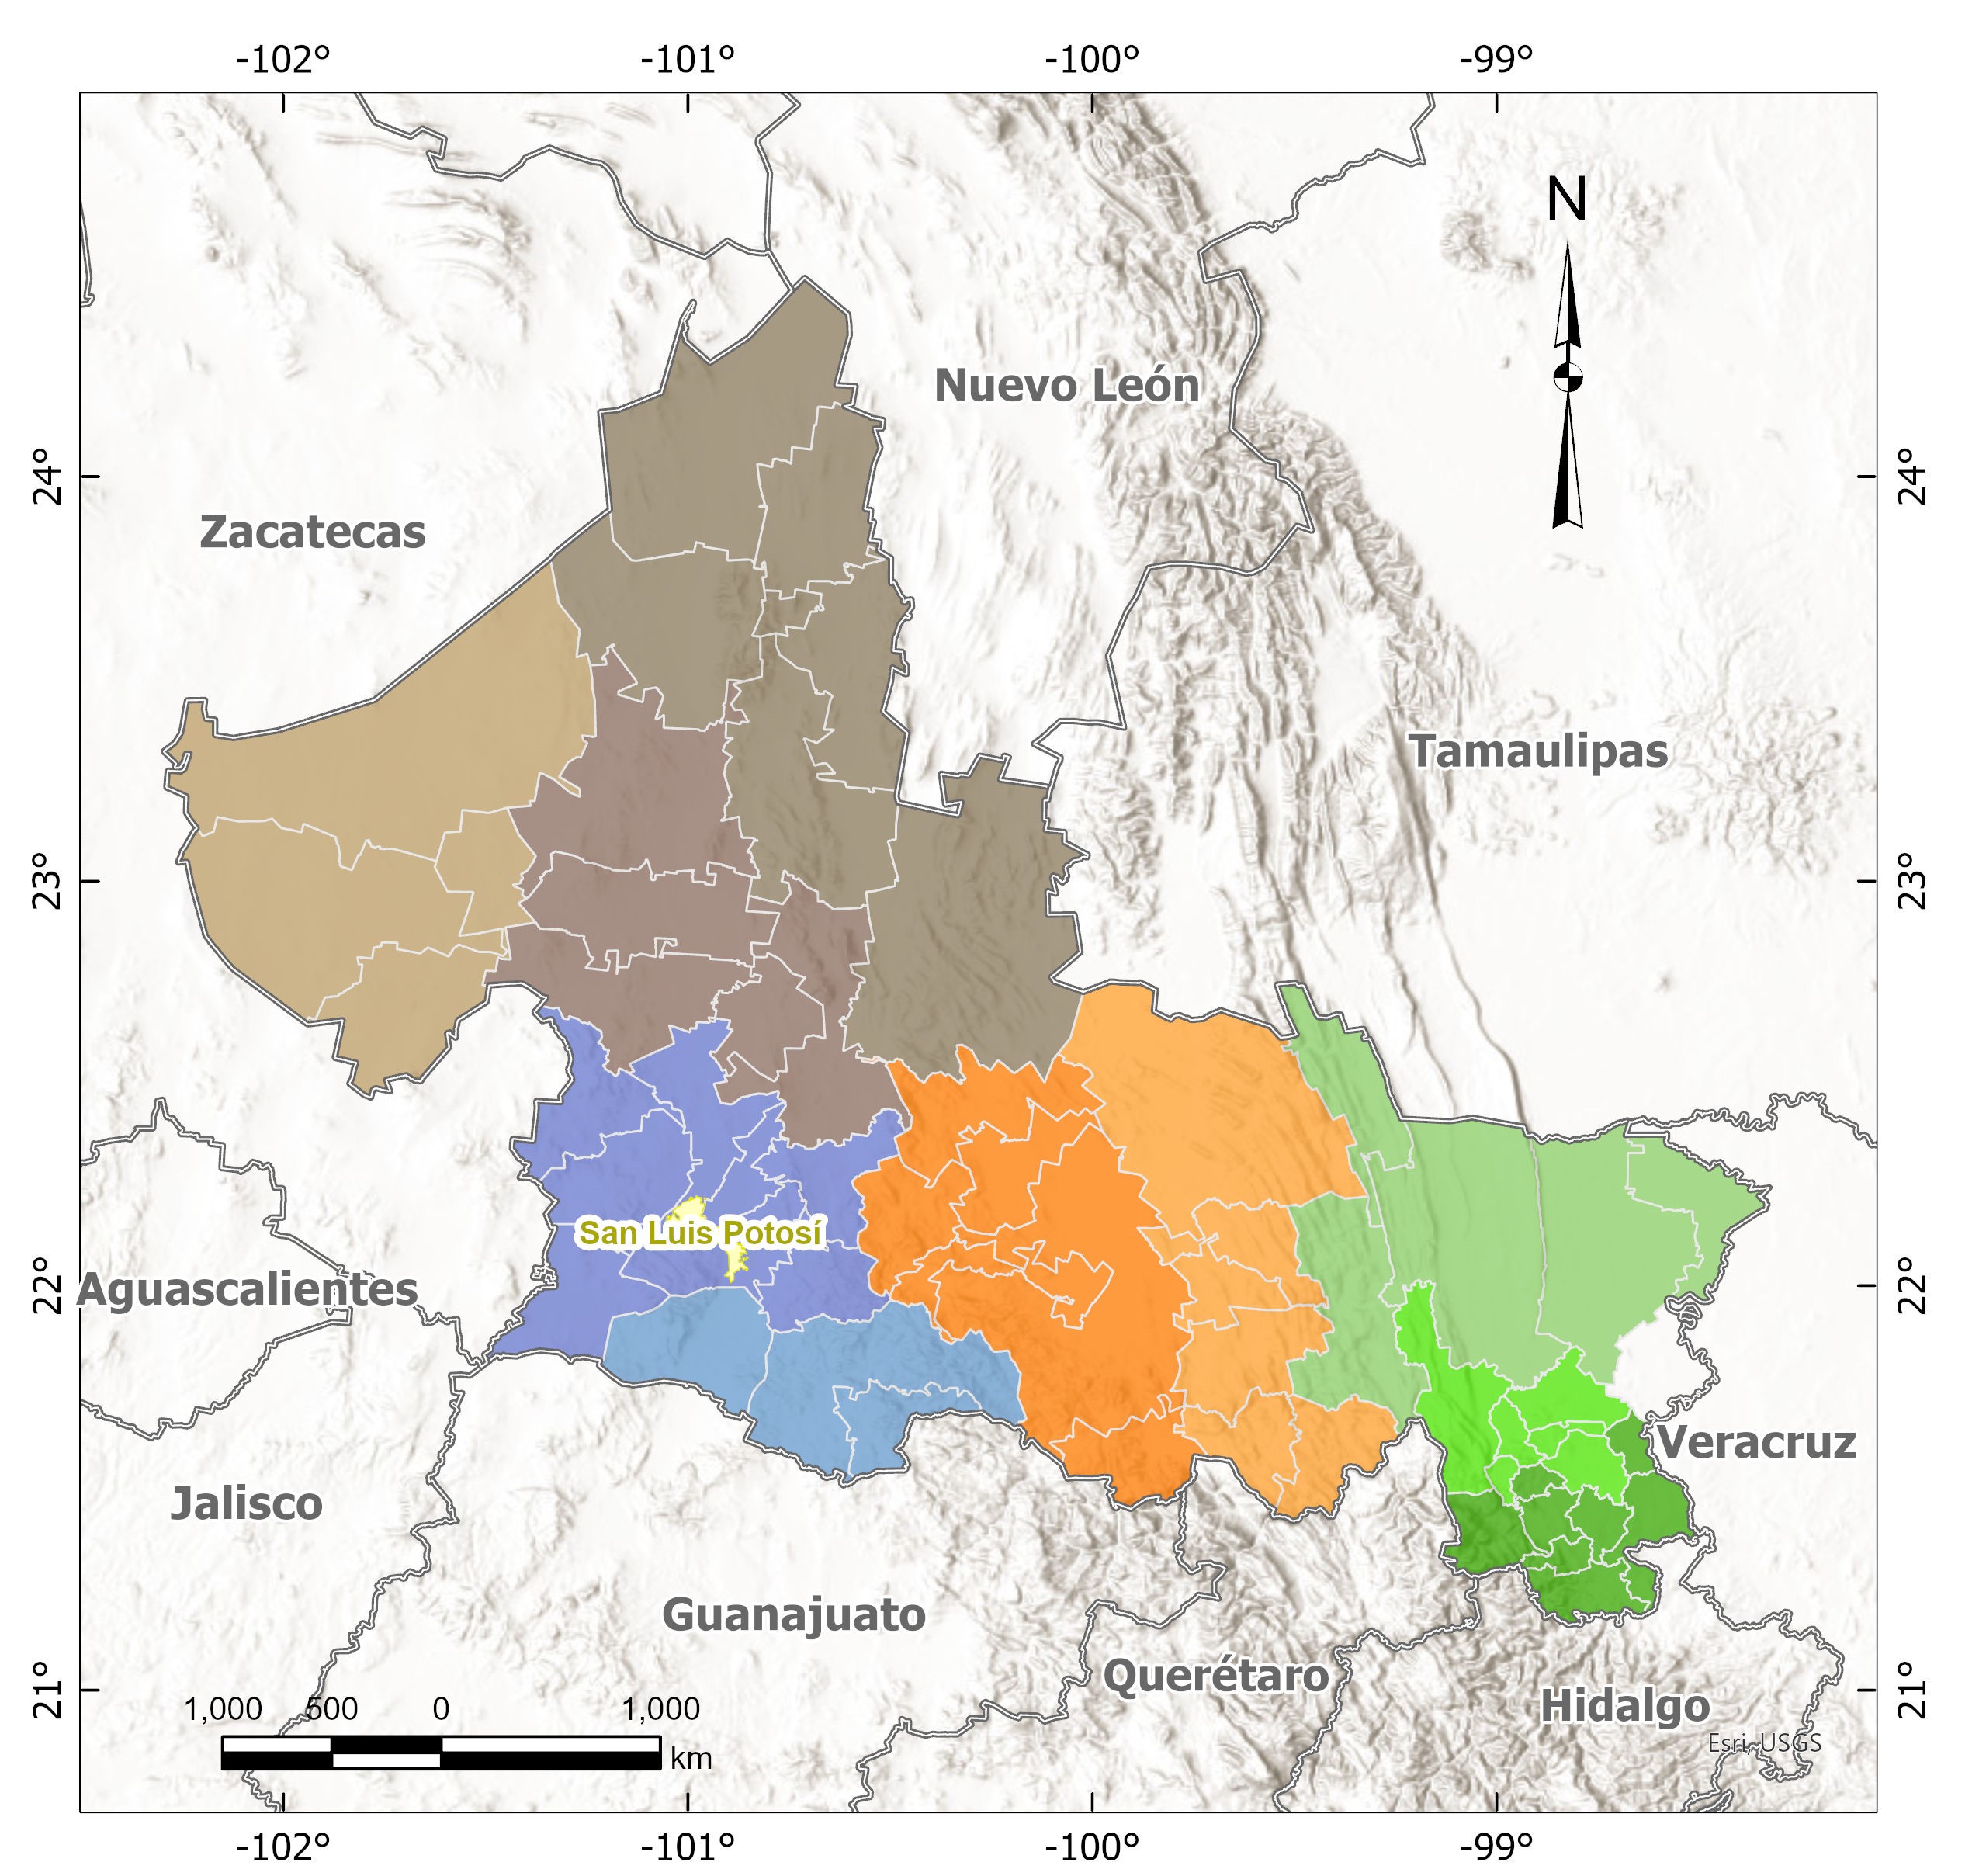 -102° -101° -100° -99°
N
Nuevo León
24° 24°
Zacatecas
Tamaulipas
23° 23°
San Luis Potosí
22° 22°
Aguascalientes
Veracruz
Jalisco
Guanajuato
Querétaro
21° 21°
Hidalgo
1,000 500 0 1,000
km
Esri, USGS
-102° -101° -100° -99°